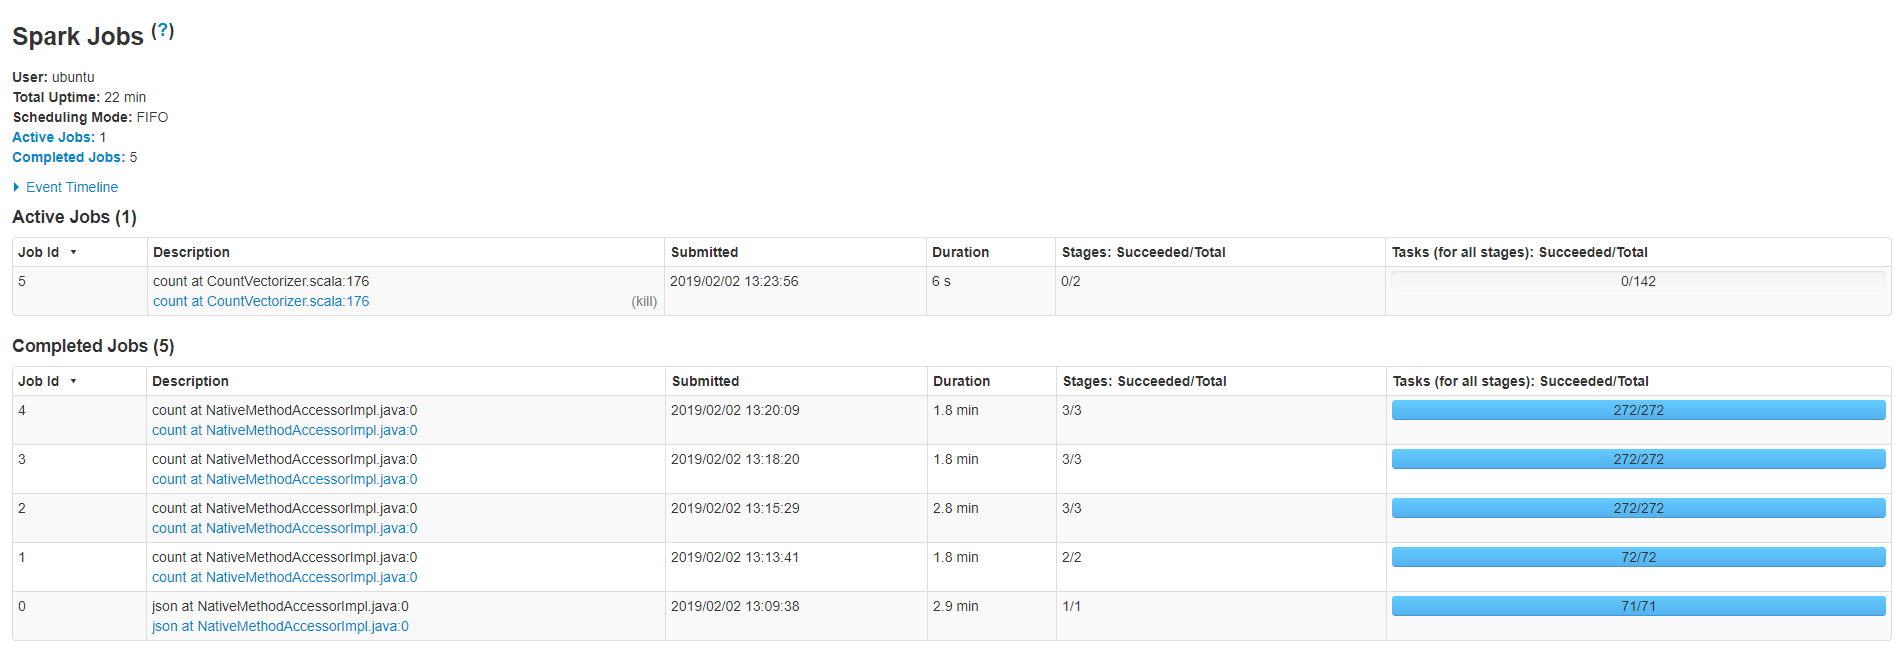 Spark Jobs (?)
User: ubuntu
Total Uptime: 22 min
Scheduling Mode: FIFO
Active Jobs: 1
Completed Jobs: 5
Event Timeline
Active Jobs (1)
Job Id Description Submitted Duration Stages: Succeeded/Total Tasks (for all stages): Succeeded/Total
5 count at CountVectorizer.scala:176 2019/02/02 13:23:56 6 s 0/2 0/142
count at CountVectorizer.scala:176 (kill)
Completed Jobs (5)
Job Id Description Submitted Duration Stages: Succeeded/Total Tasks (for all stages): Succeeded/Total
4 count at NativeMethodAccessorImpl.java:0 2019/02/02 13:20:09 1.8 min 3/3 272/272
count at NativeMethodAccessorImpl.java:0
3 count at NativeMethodAccessorImpl.java:0 2019/02/02 13:18:20 1.8 min 3/3 272/272
count at NativeMethodAccessorImpl.java:0
2 count at NativeMethodAccessorImpl.java:0 2019/02/02 13:15:29 2.8 min 3/3 272/272
count at NativeMethodAccessorImpl.java:0
1 count at NativeMethodAccessorImpl.java:0 2019/02/02 13:13:41 1.8 min 2/2 72/72
count at NativeMethodAccessorImpl.java:0
0 json at NativeMethodAccessorImpl.java:0 2019/02/02 13:09:38 2.9 min 1/1 71/71
json at NativeMethodAccessorImpl.java:0